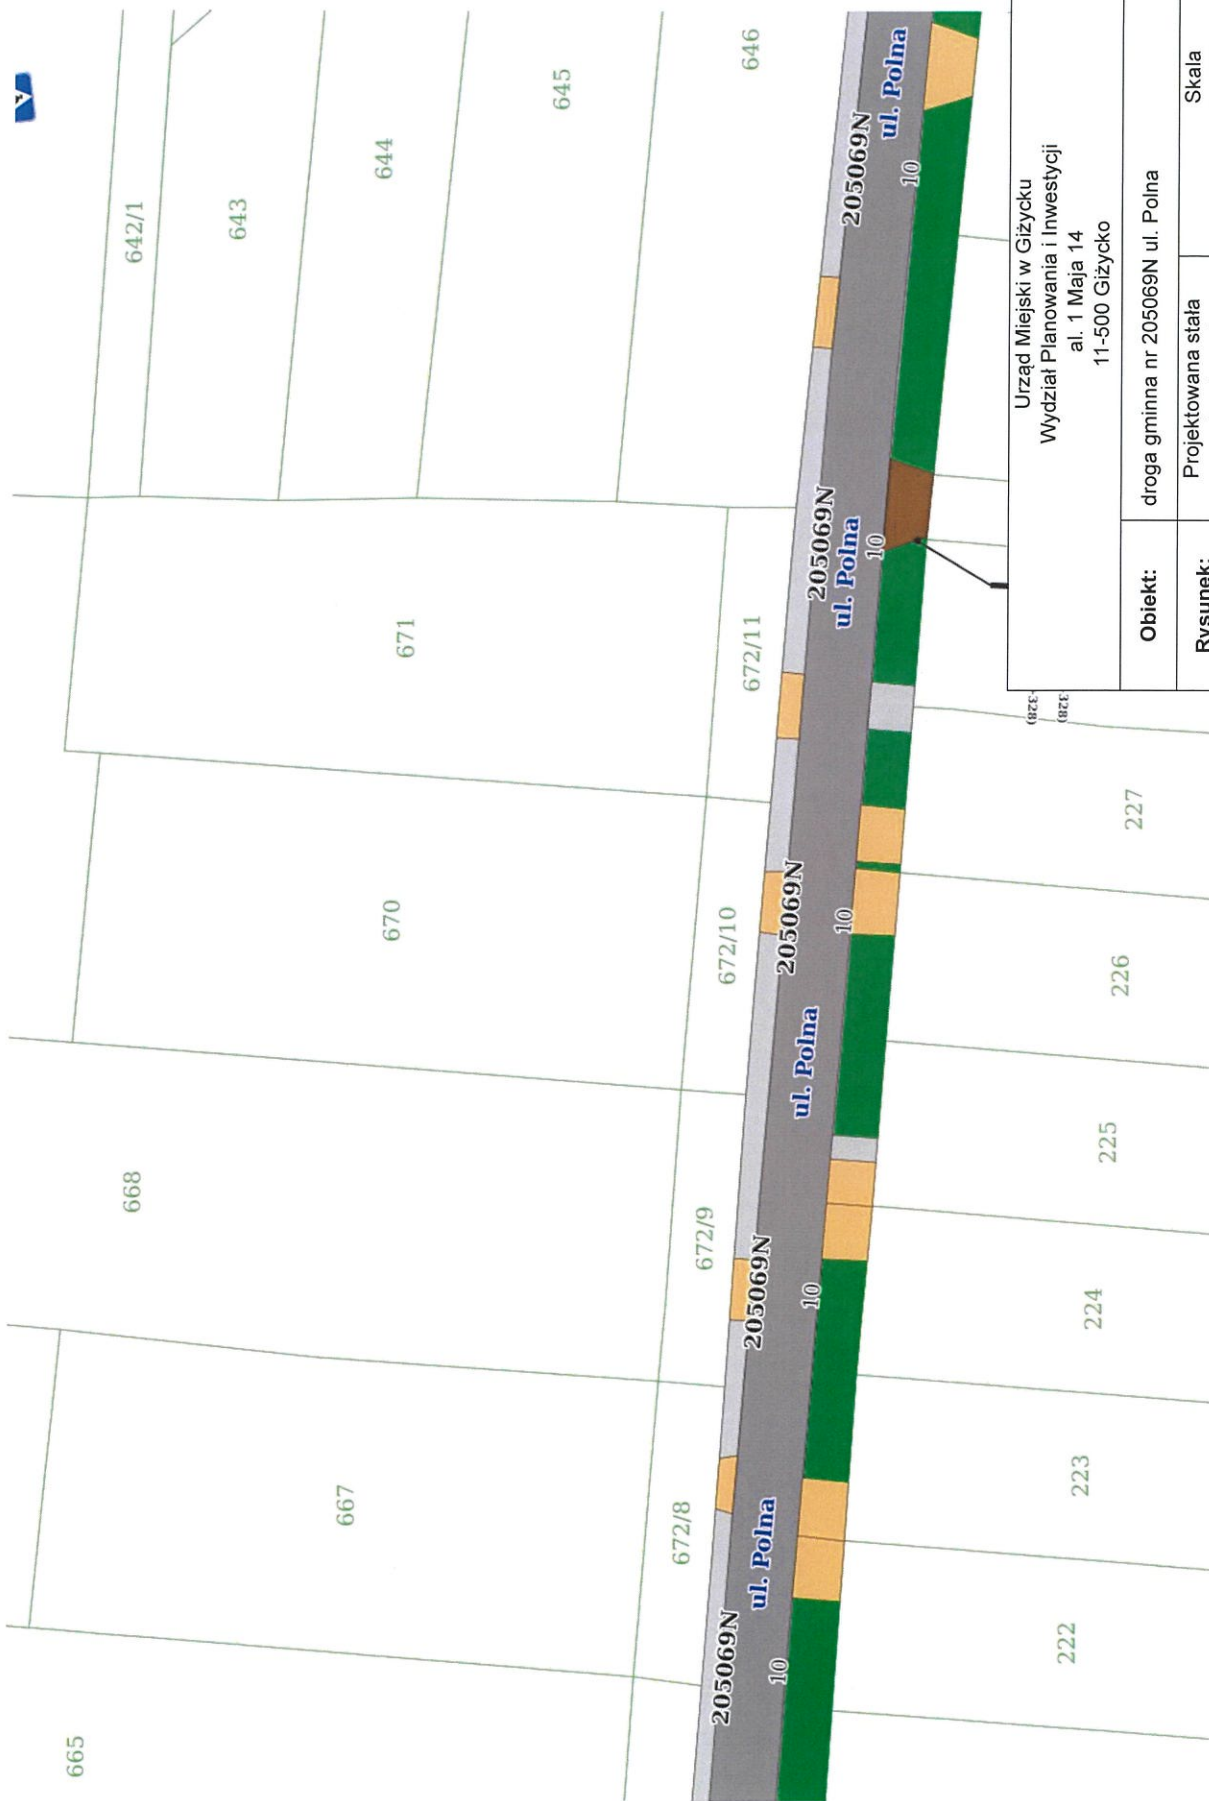 642/1
643
644
645
646
671
672/11
670
672/10
668
672/9
667
672/8
665
205069N
ul. Polna
10
205069N
ul. Polna
10
205069N
10
ul. Polna
205069N
10
ul. Polna
205069N
10
227
226
225
224
223
222
328)
328)
Urząd Miejski w Giżycku
Wydział Planowania i Inwestycji
al. 1 Maja 14
11-500 Giżycko
Obiekt: droga gminna nr 205069N ul. Polna
Rysunek: Projektowana stała Skala